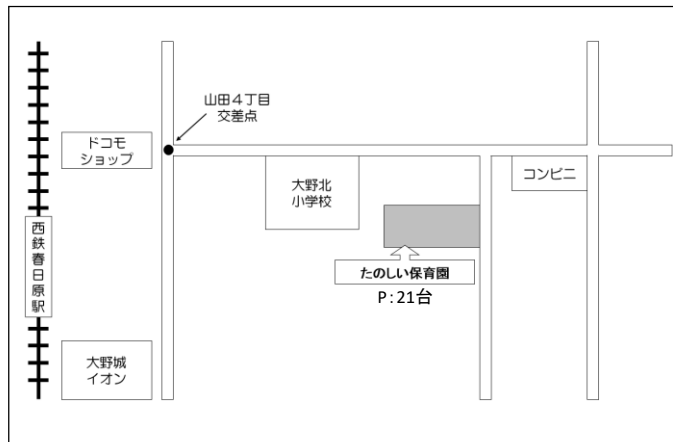 山田４丁目
交差点
ドコモ
ショップ
大野北
小学校
コンビニ
西鉄春日原駅
たのしい保育園
P：21台
大野城
イオン